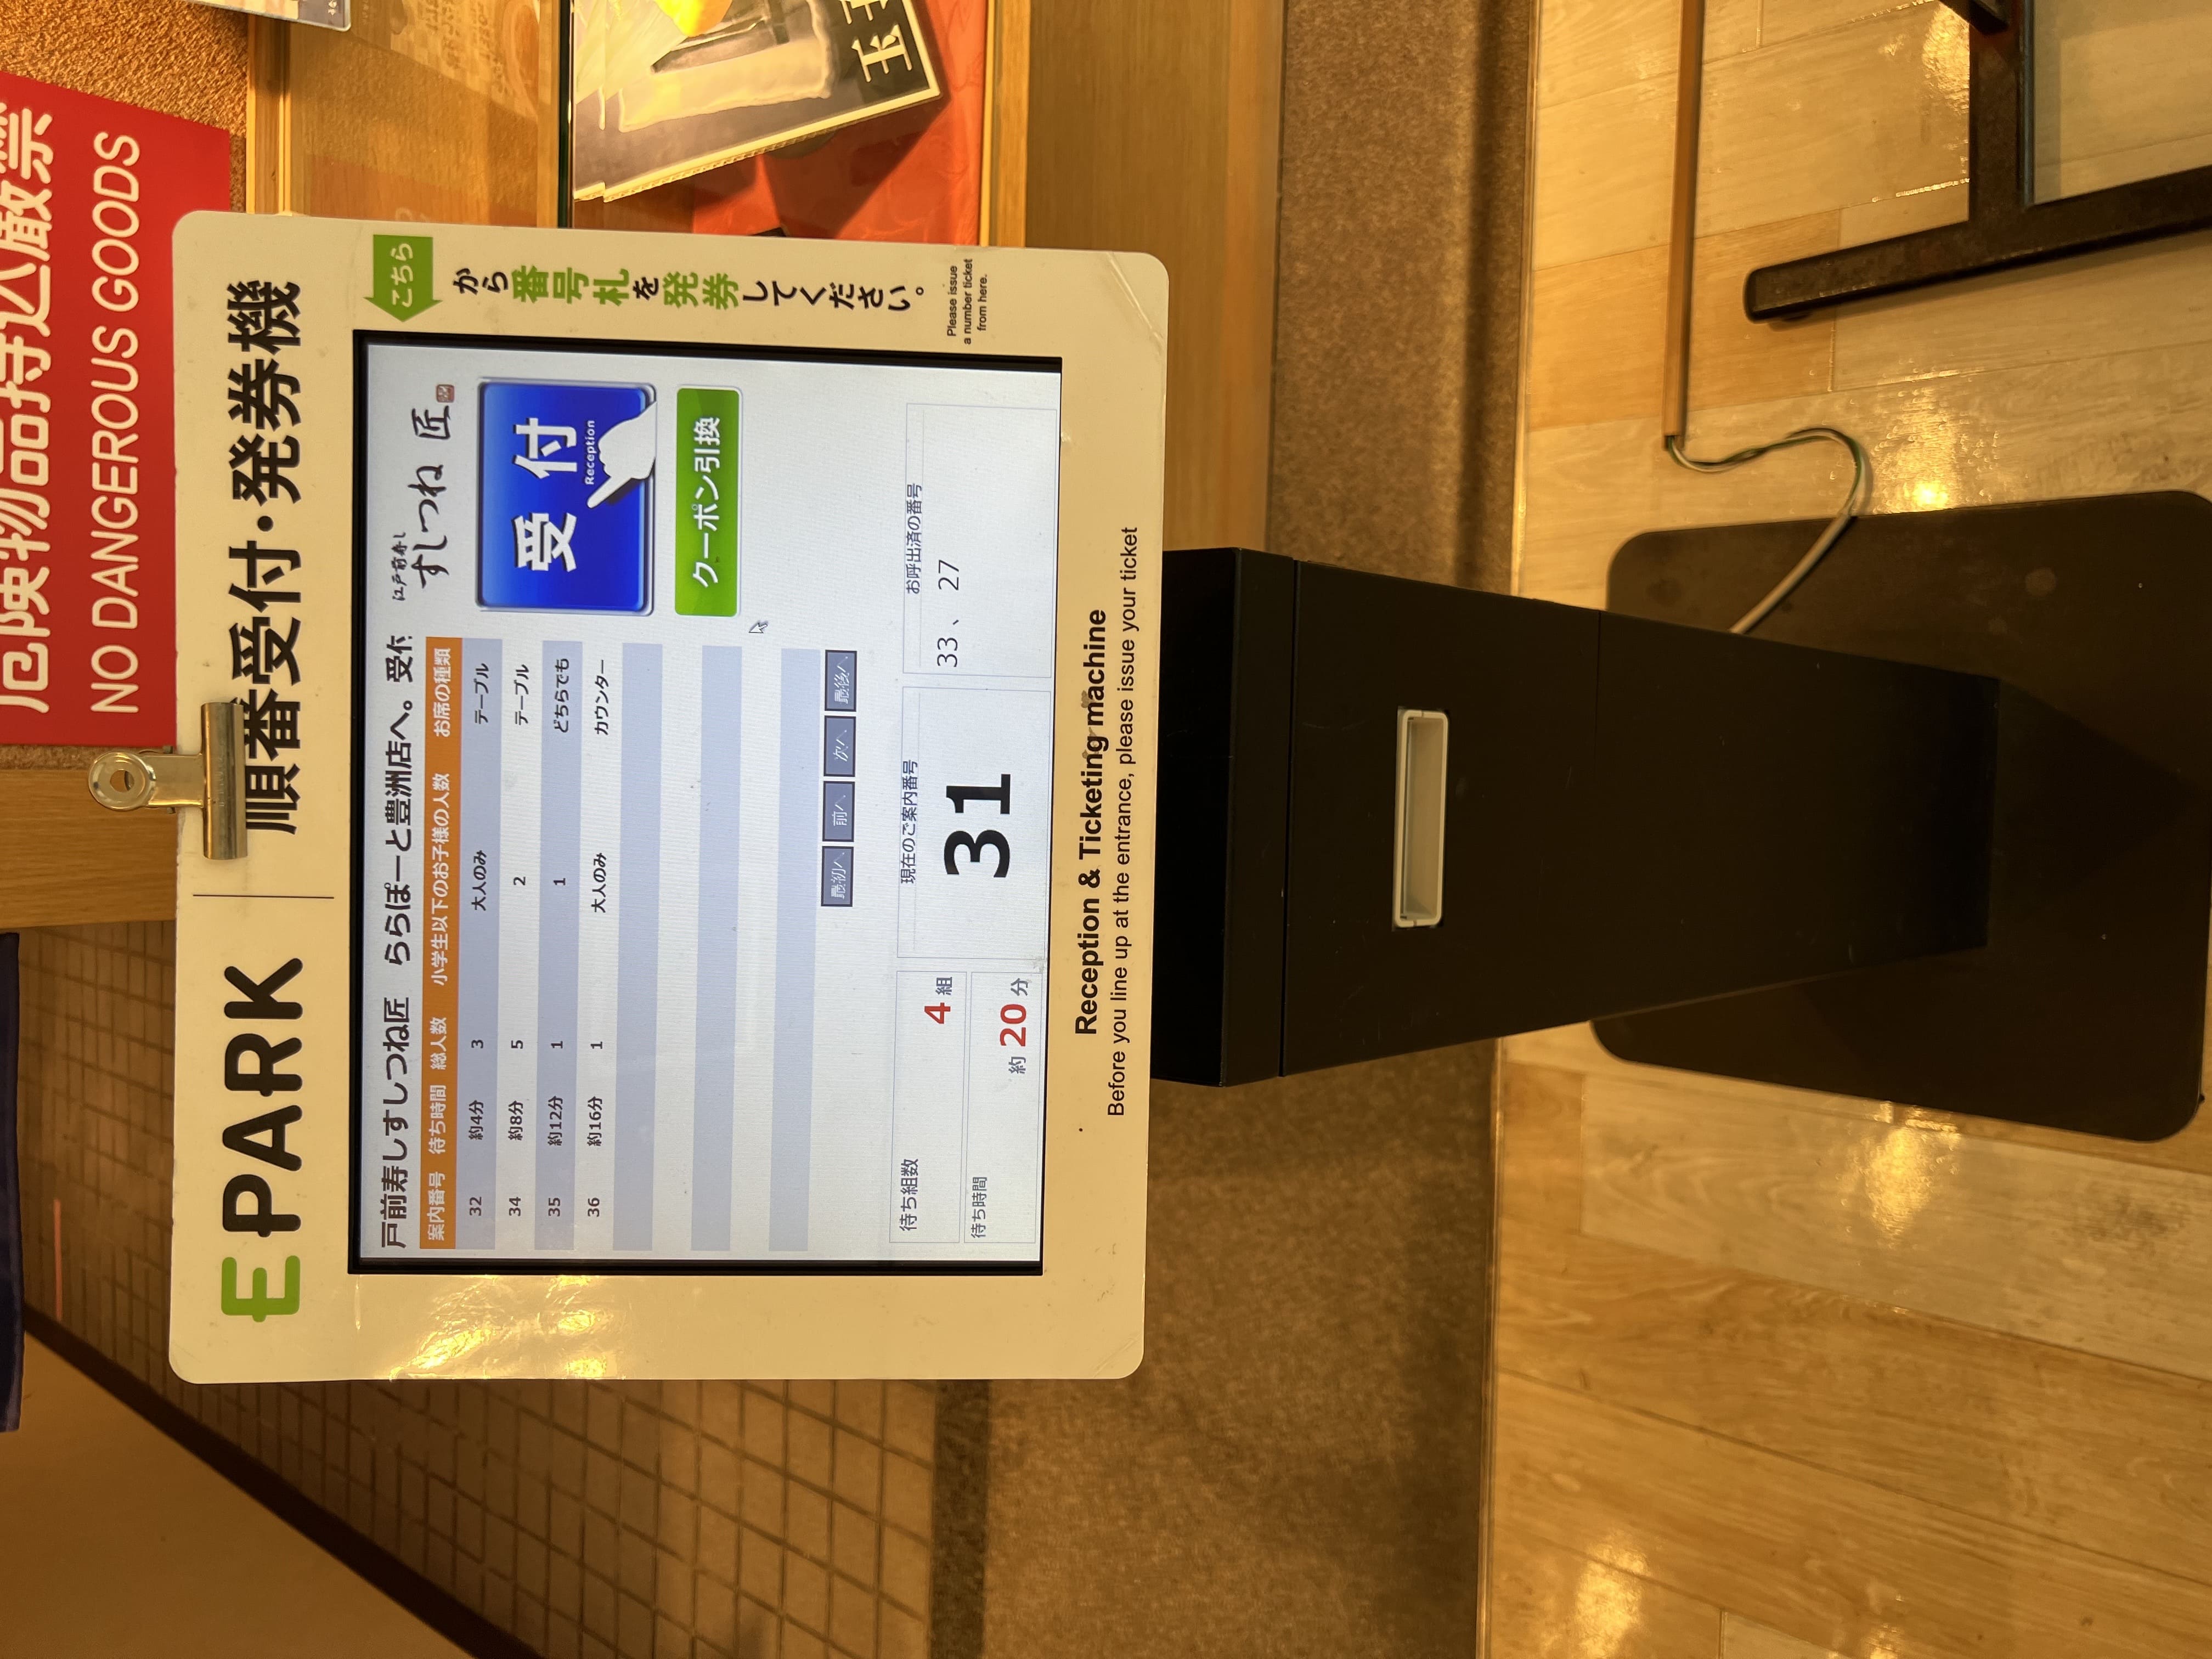 危険物品持込厳禁
NO DANGEROUS GOODS
EPARK
順番受付・発券機
戸前寿しすしつね匠 ららぽーと豊洲店へ。受付
案内番号 待ち時間 総人数 小学生以下のお子様の人数 お席の種類
32 約4分 3 大人のみ テーブル
34 約8分 5 2 テーブル
35 約12分 1 1 どちらでも
36 約16分 1 大人のみ カウンター
最初へ 前へ 次へ 最後へ
江戸前寿し
すしつね 匠
受付
Reception
クーポン引換
待ち組数
4組
待ち時間
約20分
現在のご案内番号
31
お呼出済の番号
33、27
こちら
から番号札を発券してください。
Please issue
a number ticket
from here.
Reception & Ticketing machine
Before you line up at the entrance, please issue your ticket
玉